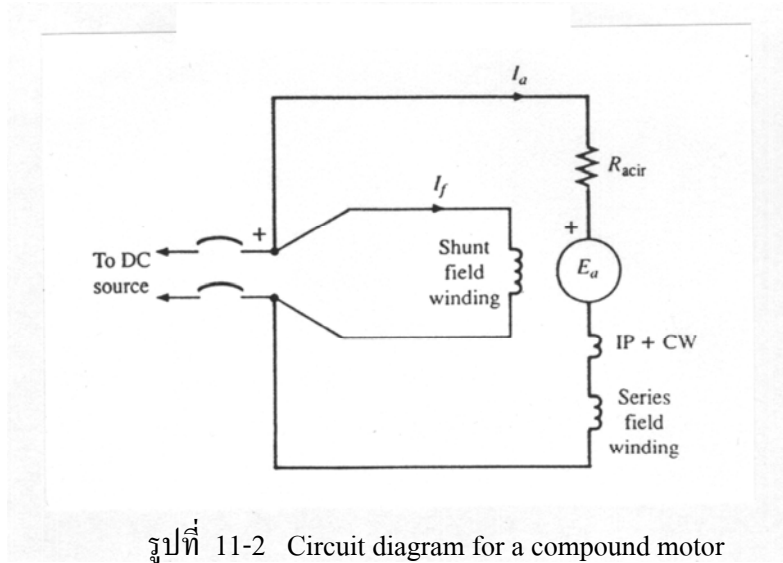 I_a
R_acir
I_f
+
+
To DC
source
Shunt
field
winding
E_a
IP + CW
Series
field
winding
รูปที่ 11-2 Circuit diagram for a compound motor